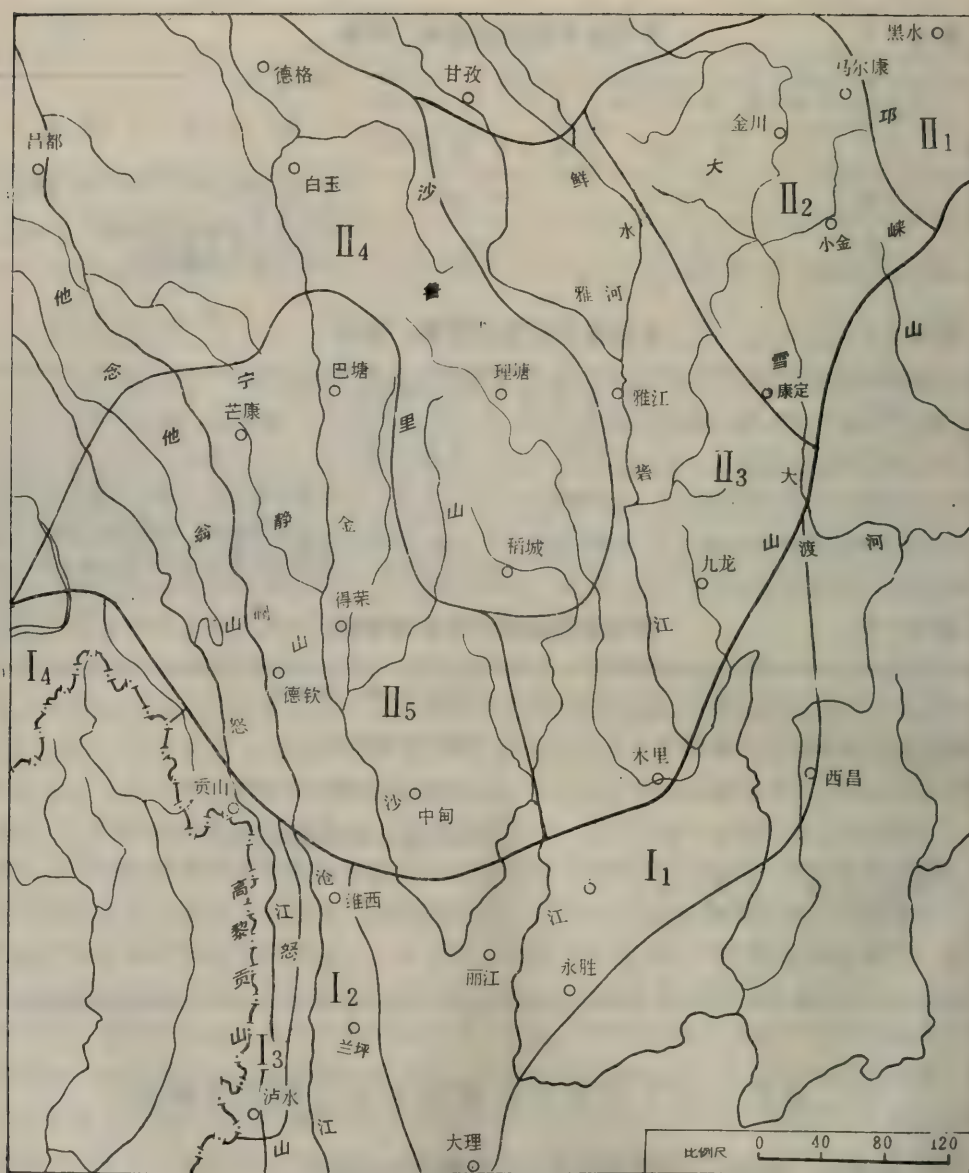 黑水
德格
甘孜
马尔康
金川
邛
II₁
昌都
白玉
沙
鲜
大
II₂
水
小金
崃
II₄
他
雅河
山
念
宁
巴塘
理塘
雪
康定
雅江
芒康
他
里
砻
II₃
大
翁
静
金
山
山
渡
河
稻城
九龙
得荣
江
山
山
I₄
德钦
II₅
怒
木里
西昌
贡山
沙
中甸
I₁
沧
维西
高
江
黎
怒
江
贡
丽江
永胜
I₂
山
兰坪
I₃
泸水
山
江
大理
比例尺
0 40 80 120